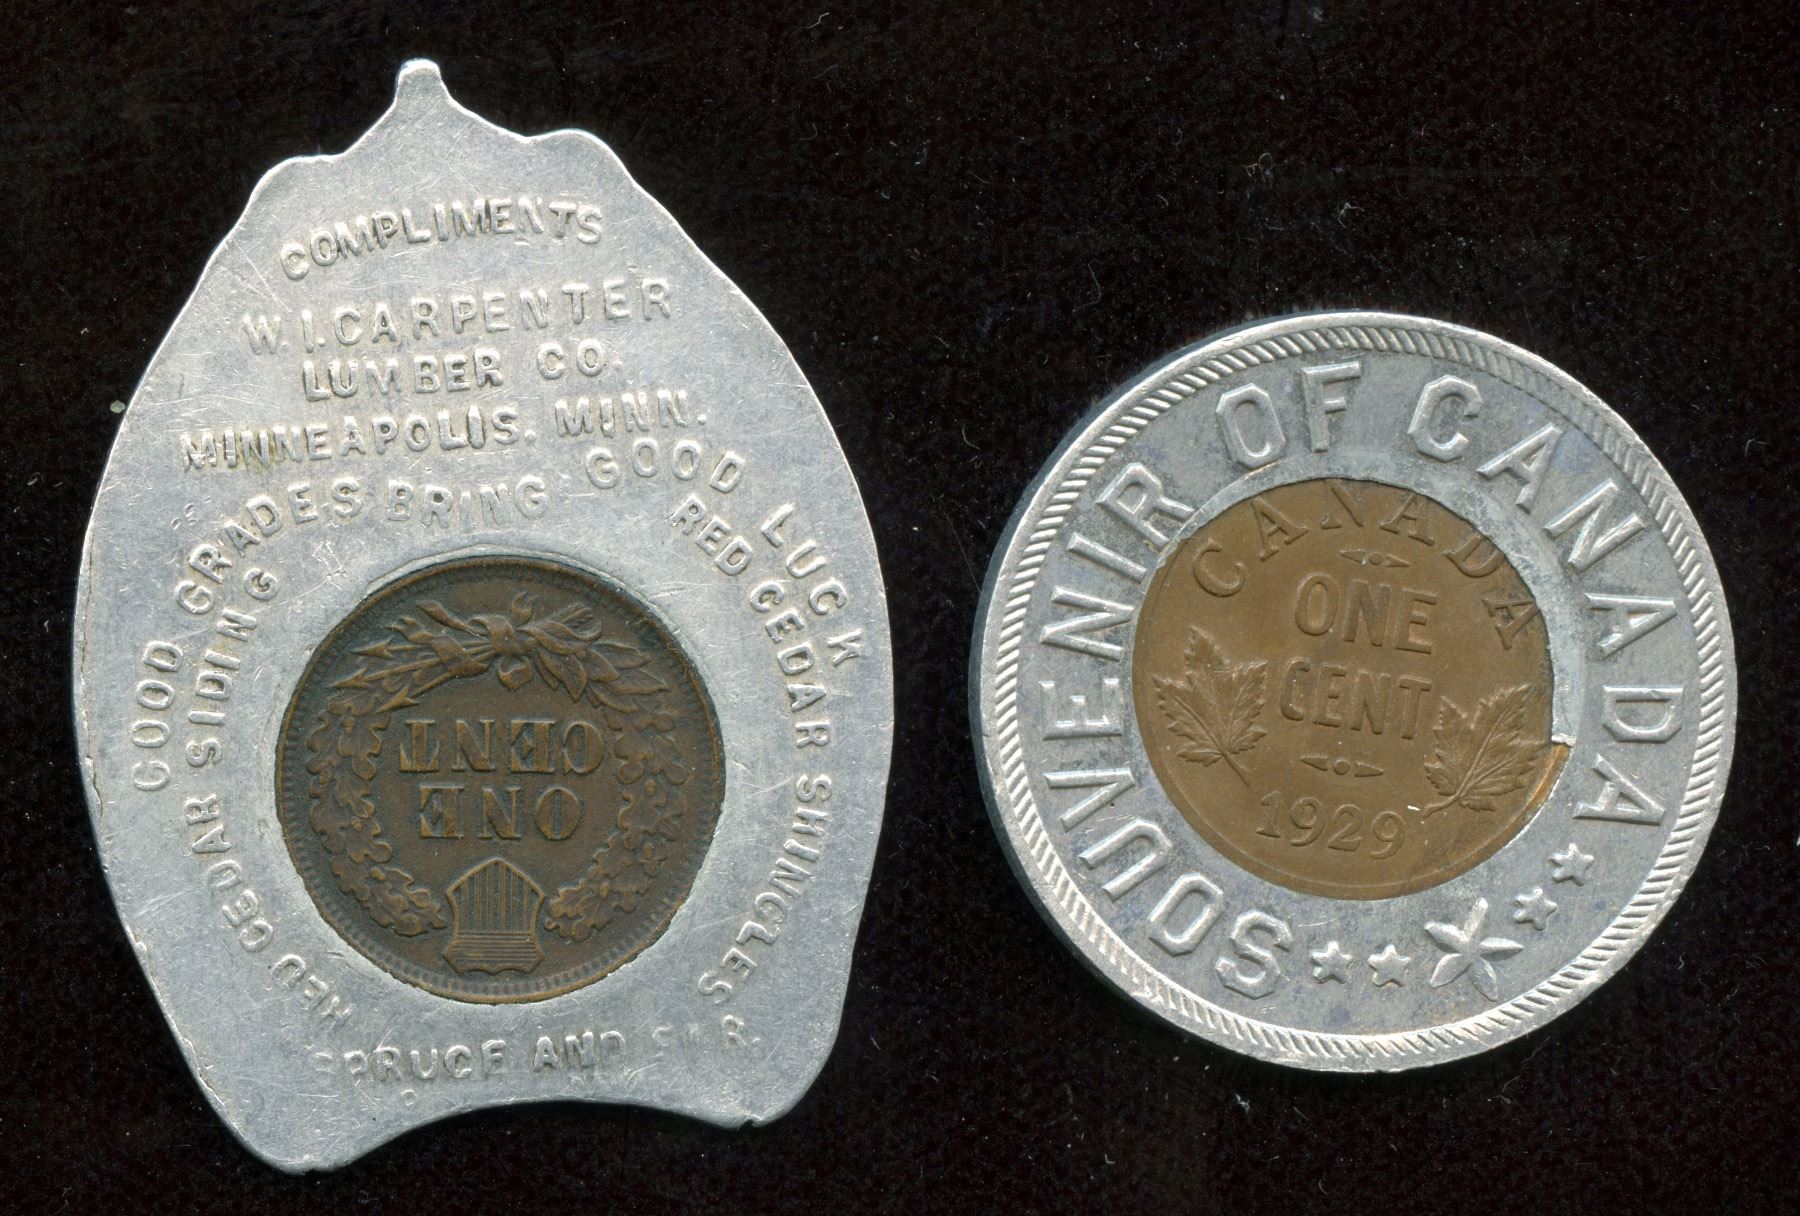 COMPLIMENTS
W. I. CARPENTER
LUMBER CO.
MINNEAPOLIS. MINN.
GOOD GRADES BRING GOOD LUCK
RED CEDAR SIDING
RED CEDAR SHINGLES
SPRUCE AND
ONE
CENT
SOUVENIR OF CANADA
CANADA
ONE
CENT
1929